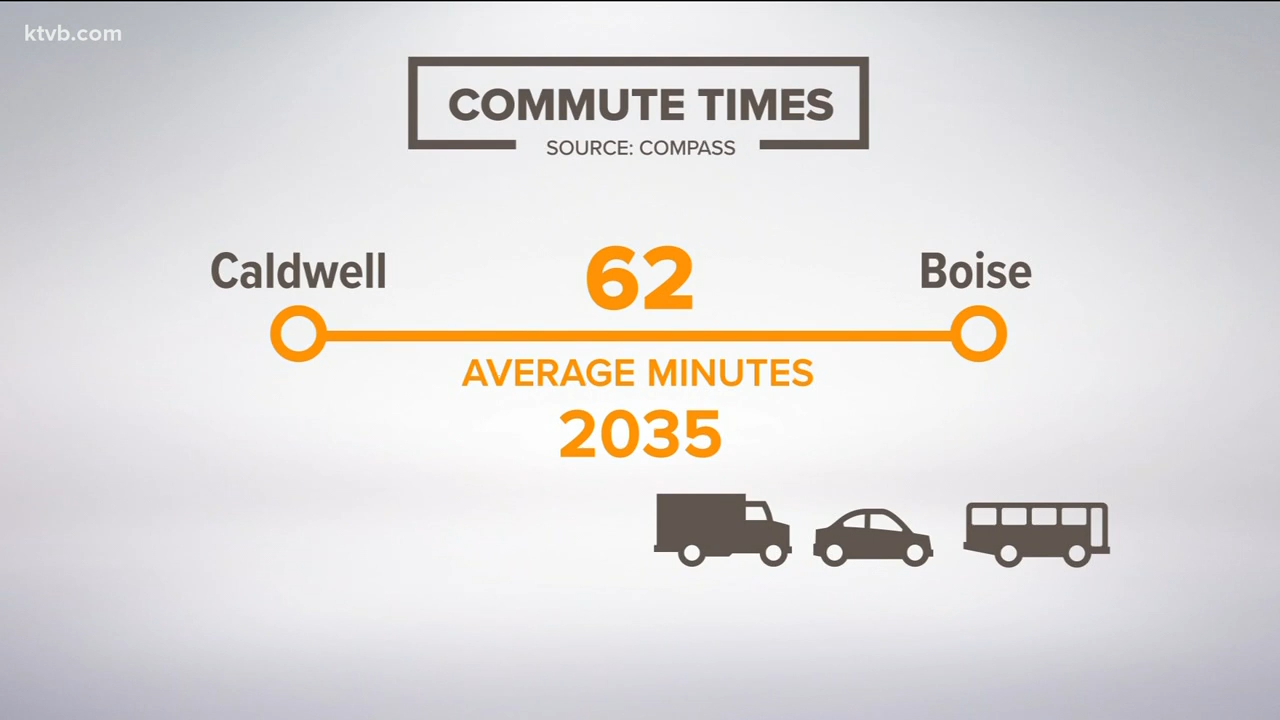 ktvb.com
COMMUTE TIMES
SOURCE: COMPASS
Caldwell
62
Boise
AVERAGE MINUTES
2035